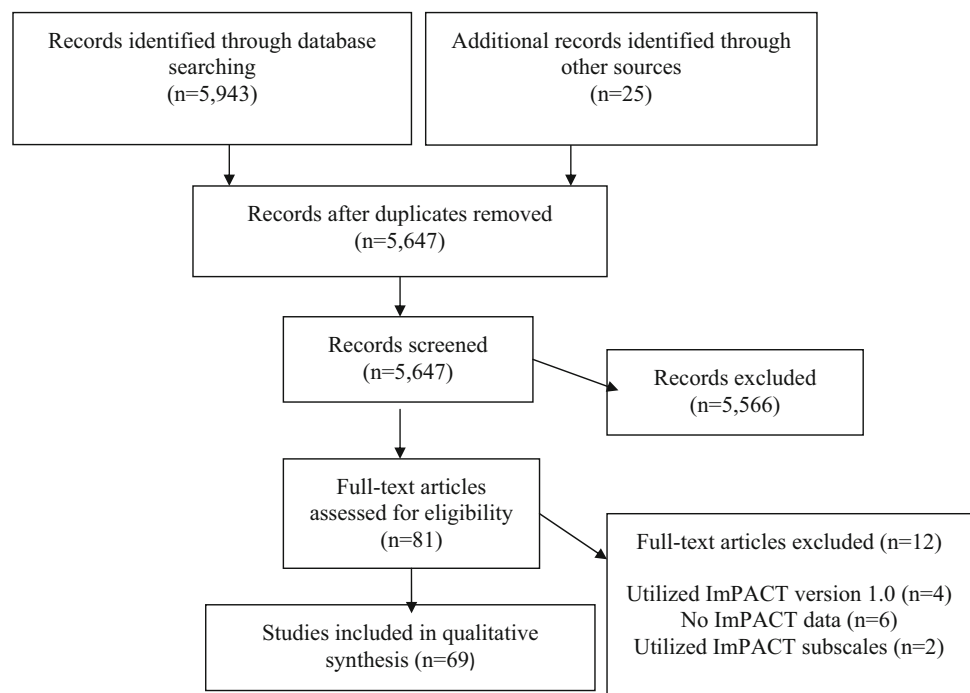 Records identified through database
searching
(n=5,943)
Additional records identified through
other sources
(n=25)
Records after duplicates removed
(n=5,647)
Records screened
(n=5,647)
Records excluded
(n=5,566)
Full-text articles
assessed for eligibility
(n=81)
Full-text articles excluded (n=12)
Utilized ImPACT version 1.0 (n=4)
No ImPACT data (n=6)
Utilized ImPACT subscales (n=2)
Studies included in qualitative
synthesis (n=69)